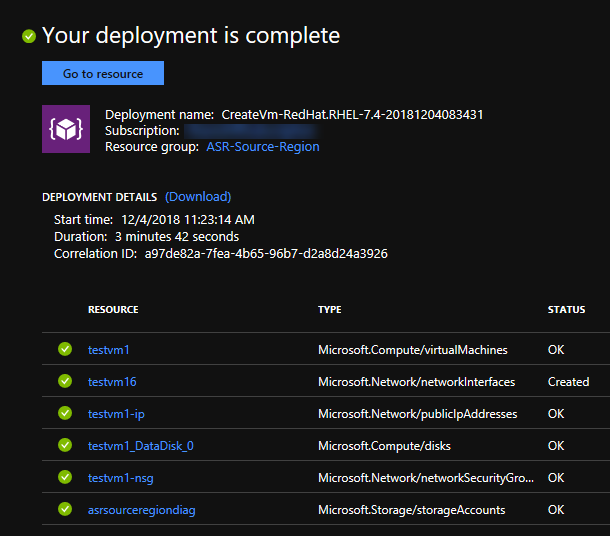 Your deployment is complete
Go to resource
Deployment name: CreateVm-RedHat.RHEL-7.4-20181204083431
Subscription:
Resource group: ASR-Source-Region
DEPLOYMENT DETAILS (Download)
Start time: 12/4/2018 11:23:14 AM
Duration: 3 minutes 42 seconds
Correlation ID: a97de82a-7fea-4b65-96b7-d2a8d24a3926
RESOURCE TYPE STATUS
testvm1 Microsoft.Compute/virtualMachines OK
testvm16 Microsoft.Network/networkInterfaces Created
testvm1-ip Microsoft.Network/publicIpAddresses OK
testvm1_DataDisk_0 Microsoft.Compute/disks OK
testvm1-nsg Microsoft.Network/networkSecurityGro... OK
asrsourceregiondiag Microsoft.Storage/storageAccounts OK